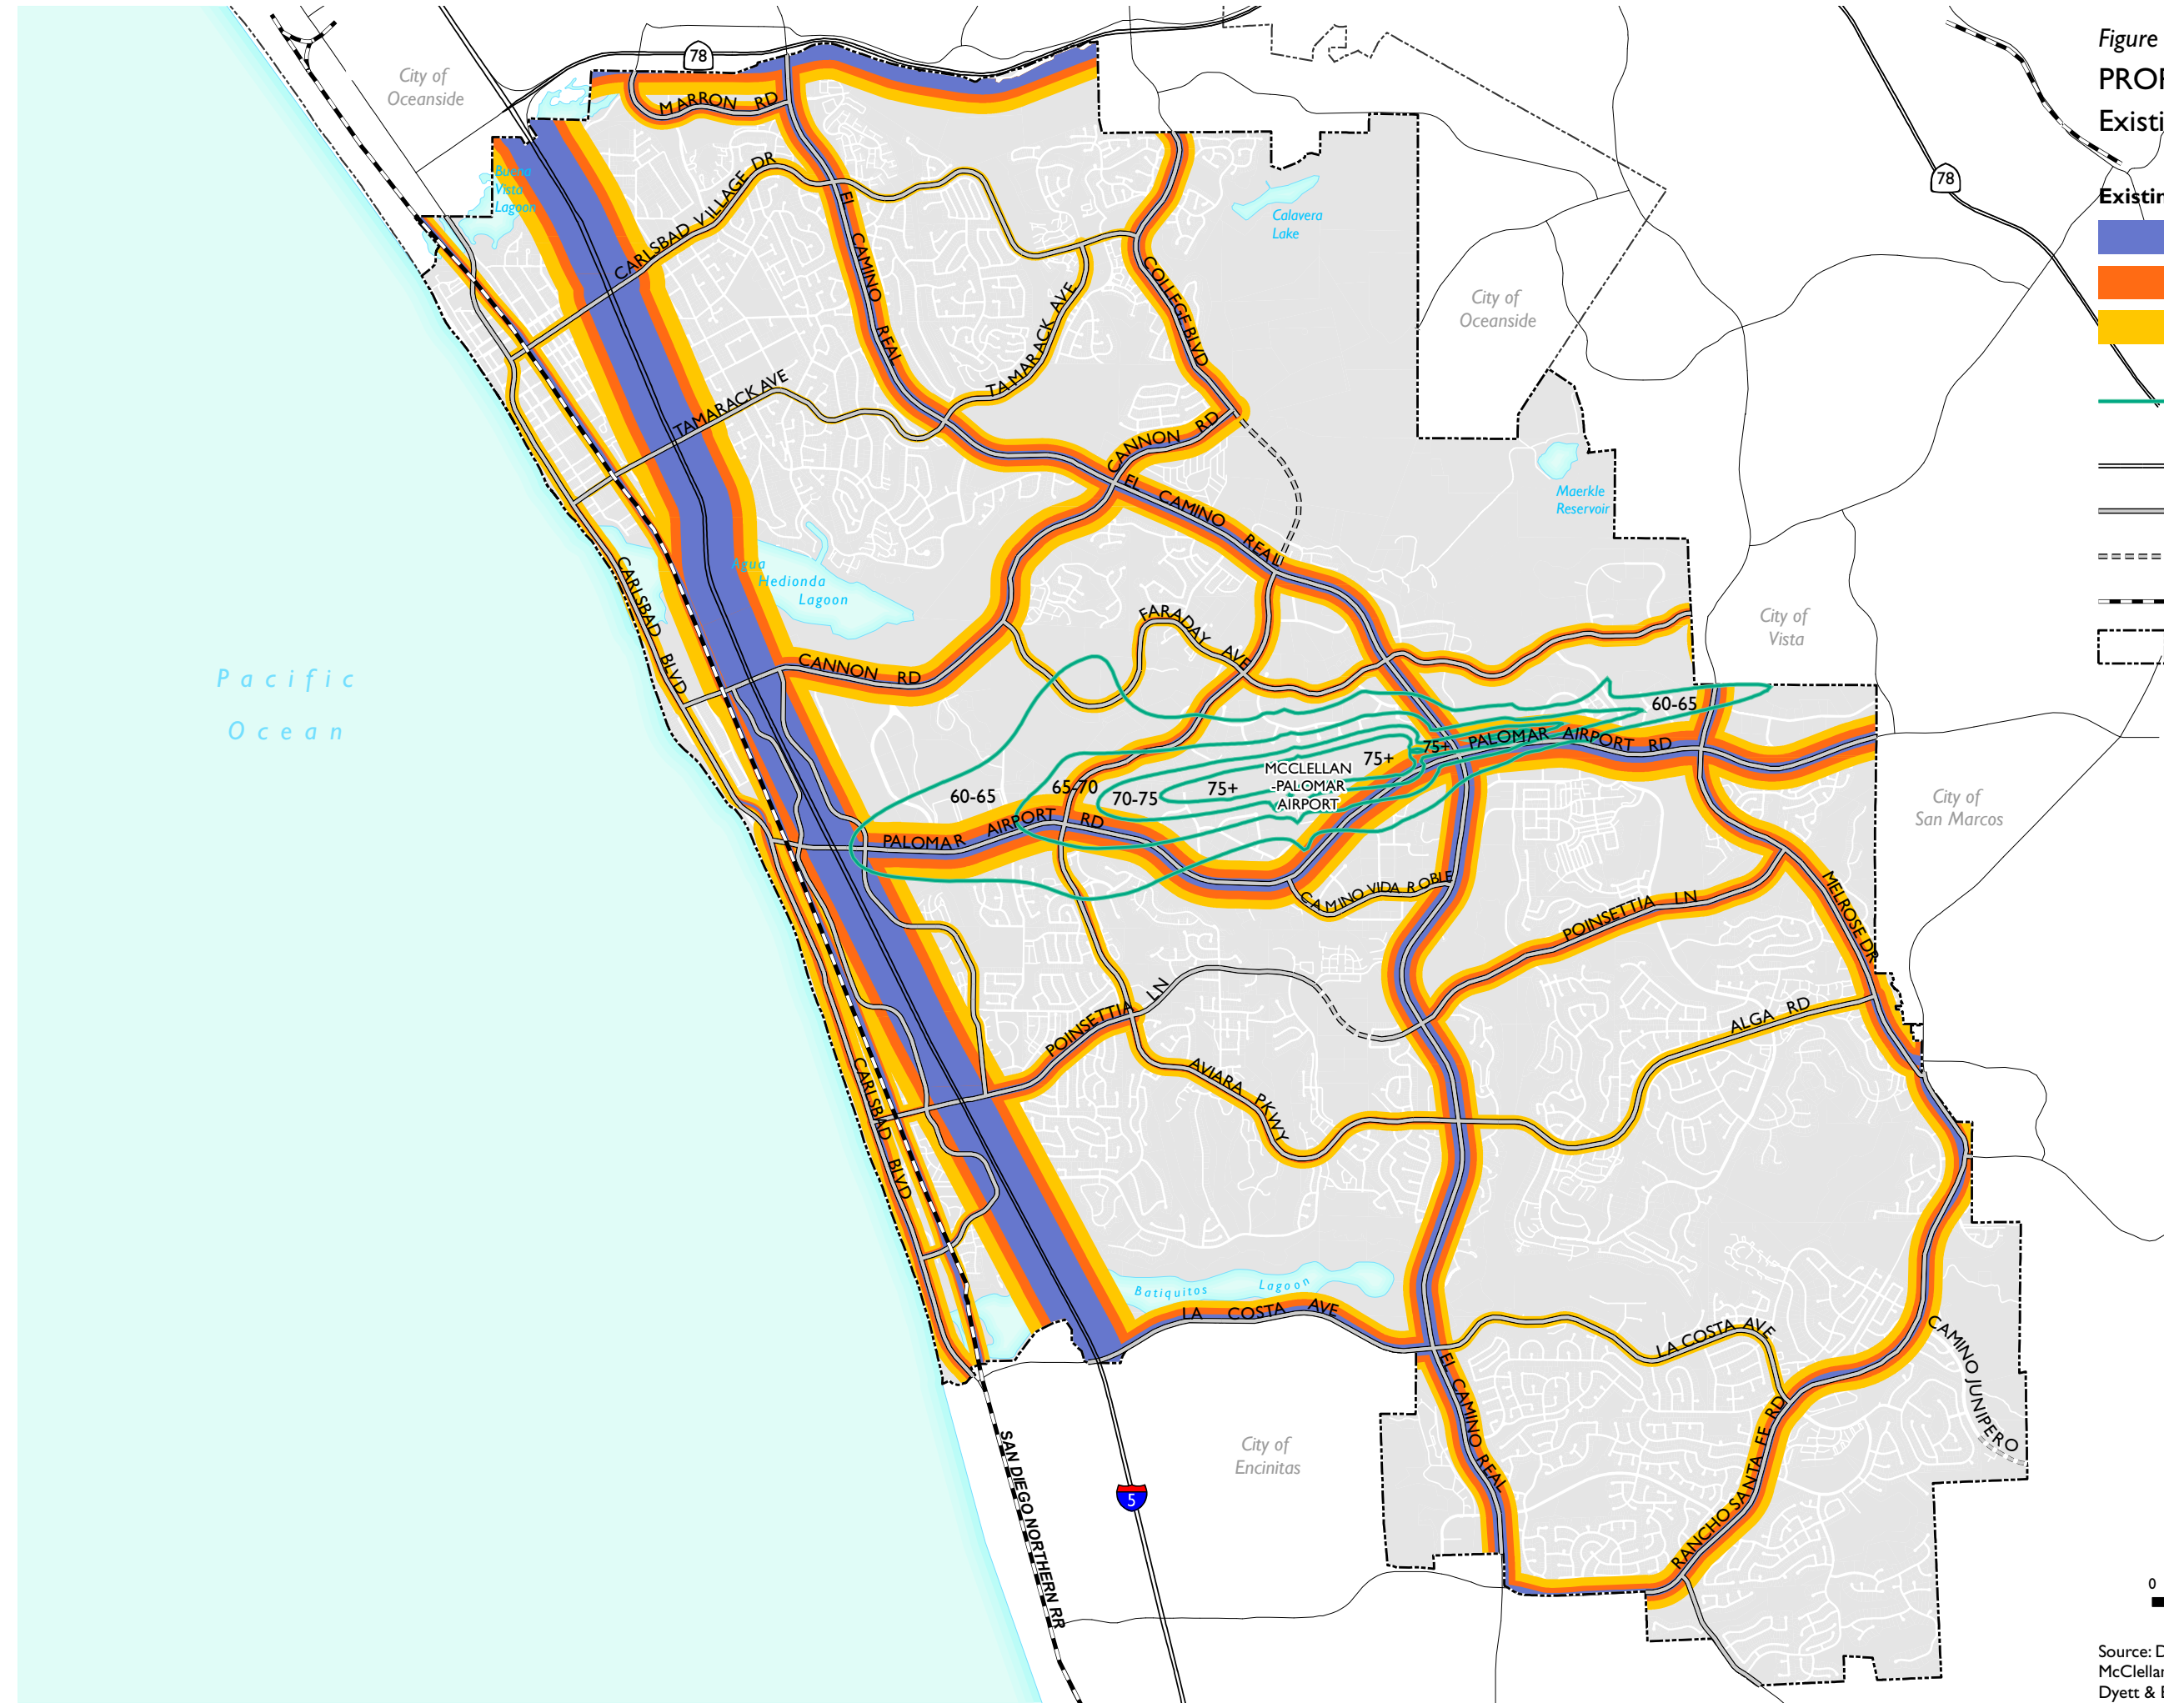 Figure
PROP
Existi
Existin
78
78
City of
Oceanside
MARRON RD
Buena
Vista
Lagoon
CARLSBAD VILLAGE DR
EL CAMINO REAL
Calavera
Lake
COLLEGE BLVD
City of
Oceanside
TAMARACK AVE
TAMARACK AVE
CANNON RD
EL CAMINO REAL
Maerkle
Reservoir
Agua
Hedionda
Lagoon
CARLSBAD BLVD
FARADAY AVE
City of
Vista
CANNON RD
Pacific
Ocean
60-65
PALOMAR AIRPORT RD
75+
75+
MCCLELLAN
-PALOMAR
AIRPORT
60-65
65-70
70-75
75+
City of
San Marcos
PALOMAR AIRPORT RD
CAMINO VIDA ROBLE
POINSETTIA LN
MELROSE DR
POINSETTIA LN
ALGA RD
CARLSBAD BLVD
AVIARA PKWY
Batiquitos Lagoon
LA COSTA AVE
LA COSTA AVE
CAMINO JUNIPERO
EL CAMINO REAL
RANCHO SANTA FE RD
City of
Encinitas
SAN DIEGO NORTHERN RR
5
0
Source: D
McClellan
Dyett & B